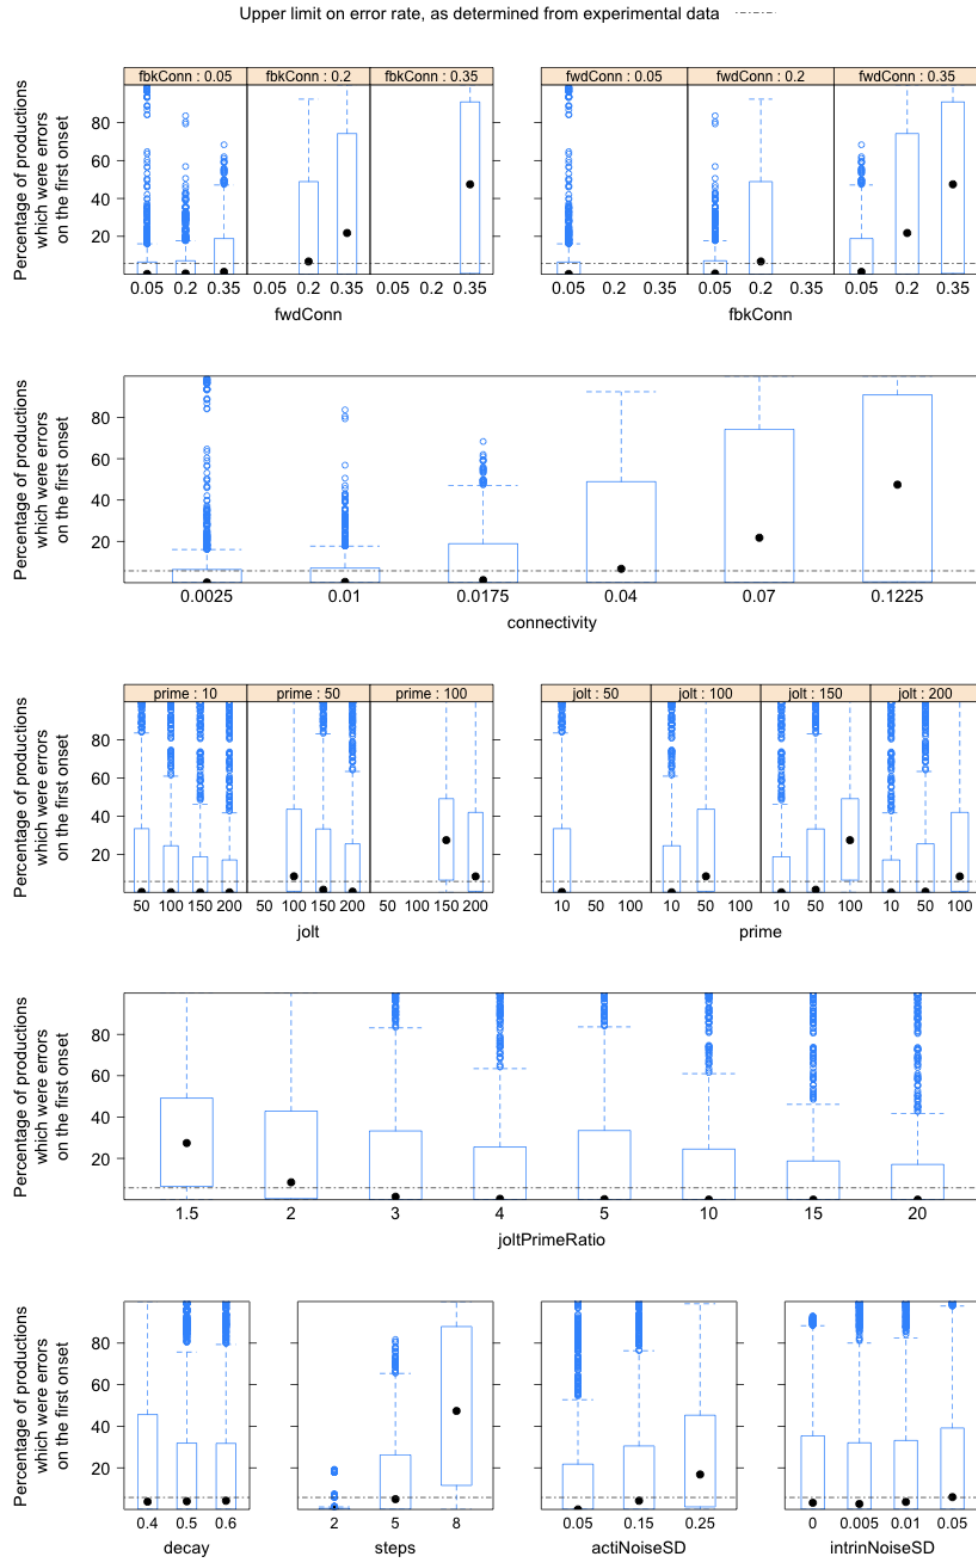 Upper limit on error rate, as determined from experimental data
fbkConn : 0.05 fbkConn : 0.2 fbkConn : 0.35
fwdConn : 0.05 fwdConn : 0.2 fwdConn : 0.35
Percentage of productions
which were errors
on the first onset
80
60
40
20
0.05 0.2 0.35 0.05 0.2 0.35 0.05 0.2 0.35
fwdConn
0.05 0.2 0.35 0.05 0.2 0.35 0.05 0.2 0.35
fbkConn
Percentage of productions
which were errors
on the first onset
80
60
40
20
0.0025 0.01 0.0175 0.04 0.07 0.1225
connectivity
prime : 10 prime : 50 prime : 100
jolt : 50 jolt : 100 jolt : 150 jolt : 200
Percentage of productions
which were errors
on the first onset
80
60
40
20
50 100 150 200 50 100 150 200 50 100 150 200
jolt
10 50 100 10 50 100 10 50 100 10 50 100
prime
Percentage of productions
which were errors
on the first onset
80
60
40
20
1.5 2 3 4 5 10 15 20
joltPrimeRatio
Percentage of productions
which were errors
on the first onset
80
60
40
20
0.4 0.5 0.6
decay
2 5 8
steps
0.05 0.15 0.25
actiNoiseSD
0 0.005 0.01 0.05
intrinNoiseSD